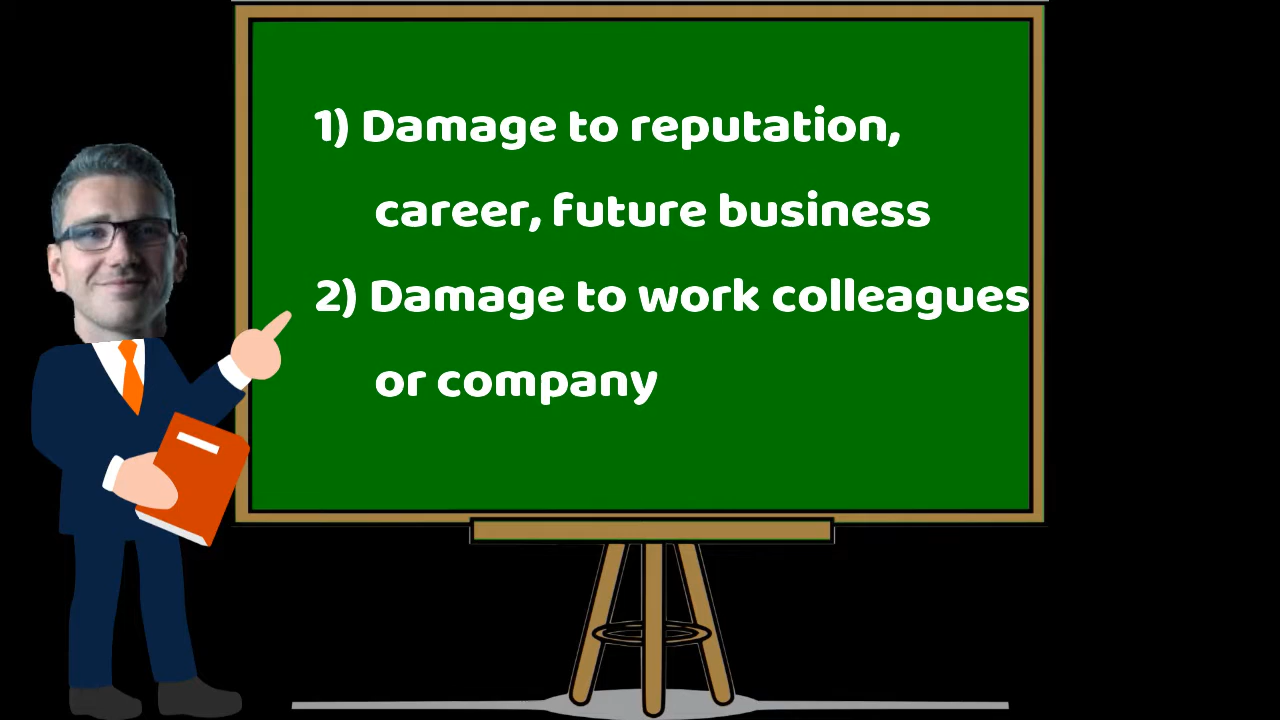 1) Damage to reputation,
career, future business
2) Damage to work colleagues
or company